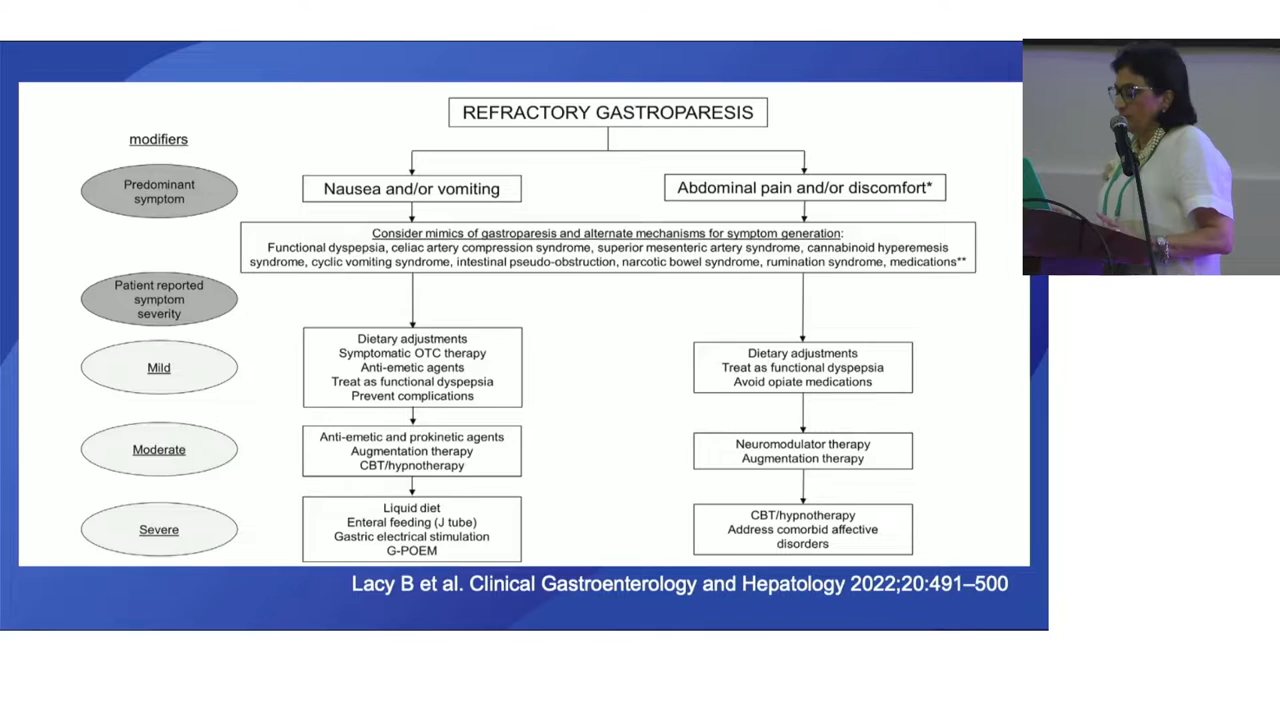 REFRACTORY GASTROPARESIS
modifiers
Predominant
symptom
Nausea and/or vomiting
Abdominal pain and/or discomfort*
Consider mimics of gastroparesis and alternate mechanisms for symptom generation:
Functional dyspepsia, celiac artery compression syndrome, superior mesenteric artery syndrome, cannabinoid hyperemesis
syndrome, cyclic vomiting syndrome, intestinal pseudo-obstruction, narcotic bowel syndrome, rumination syndrome, medications**
Patient reported
symptom
severity
Mild
Dietary adjustments
Symptomatic OTC therapy
Anti-emetic agents
Treat as functional dyspepsia
Prevent complications
Dietary adjustments
Treat as functional dyspepsia
Avoid opiate medications
Moderate
Anti-emetic and prokinetic agents
Augmentation therapy
CBT/hypnotherapy
Neuromodulator therapy
Augmentation therapy
Severe
Liquid diet
Enteral feeding (J tube)
Gastric electrical stimulation
G-POEM
CBT/hypnotherapy
Address comorbid affective
disorders
Lacy B et al. Clinical Gastroenterology and Hepatology 2022;20:491–500